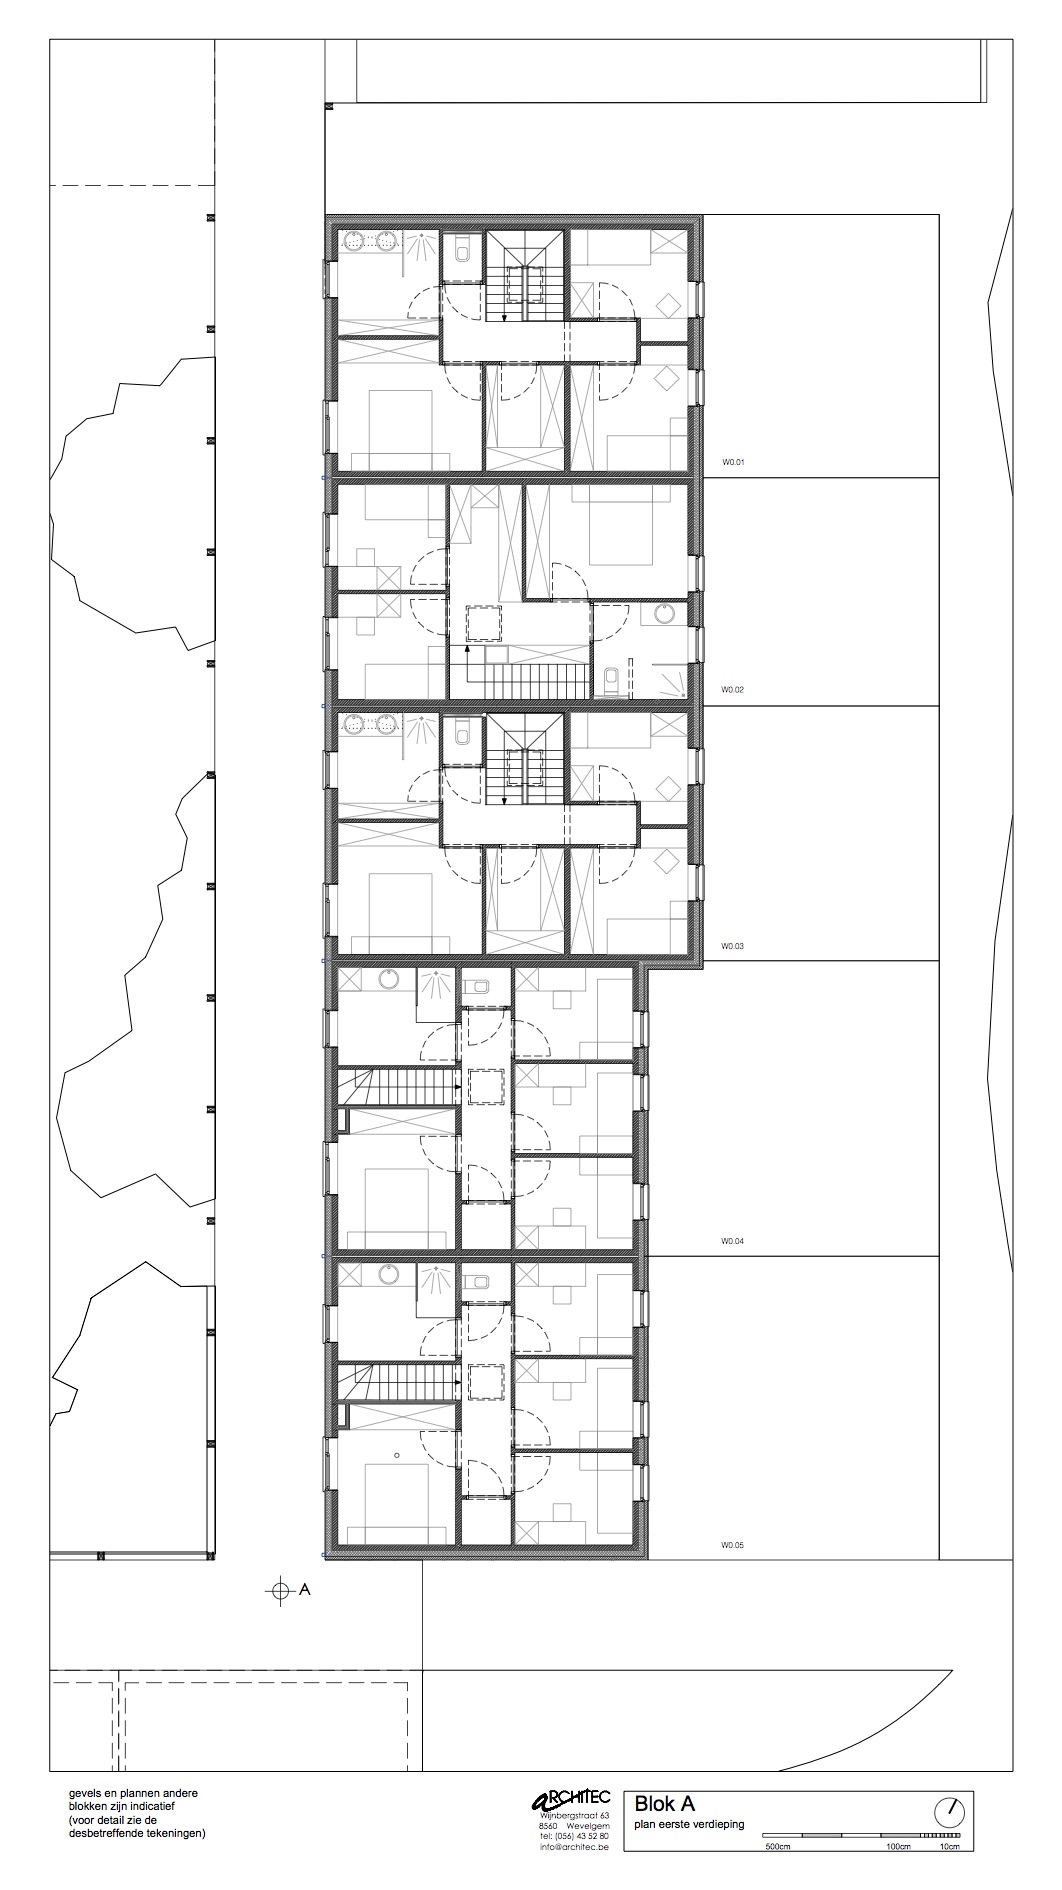 W0.01
W0.02
W0.03
W0.04
W0.05
A
gevels en plannen andere
blokken zijn indicatief
(voor detail zie de
desbetreffende tekeningen)
aRCHITEC
Wijnbergstraat 63
8560 Wevelgem
tel: (056) 43 52 80
info@architec.be
Blok A
plan eerste verdieping
500cm 100cm 10cm